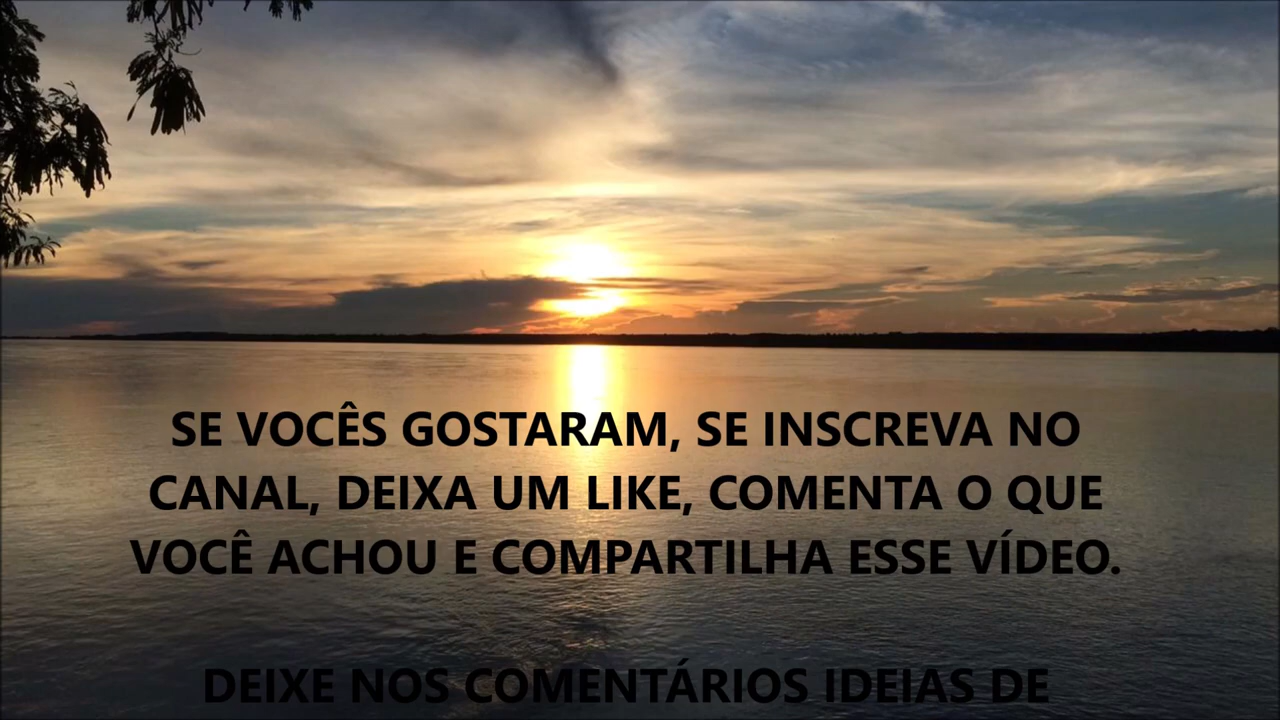 SE VOCÊS GOSTARAM, SE INSCREVA NO
CANAL, DEIXA UM LIKE, COMENTA O QUE
VOCÊ ACHOU E COMPARTILHA ESSE VÍDEO.
DEIXE NOS COMENTÁRIOS IDEIAS DE